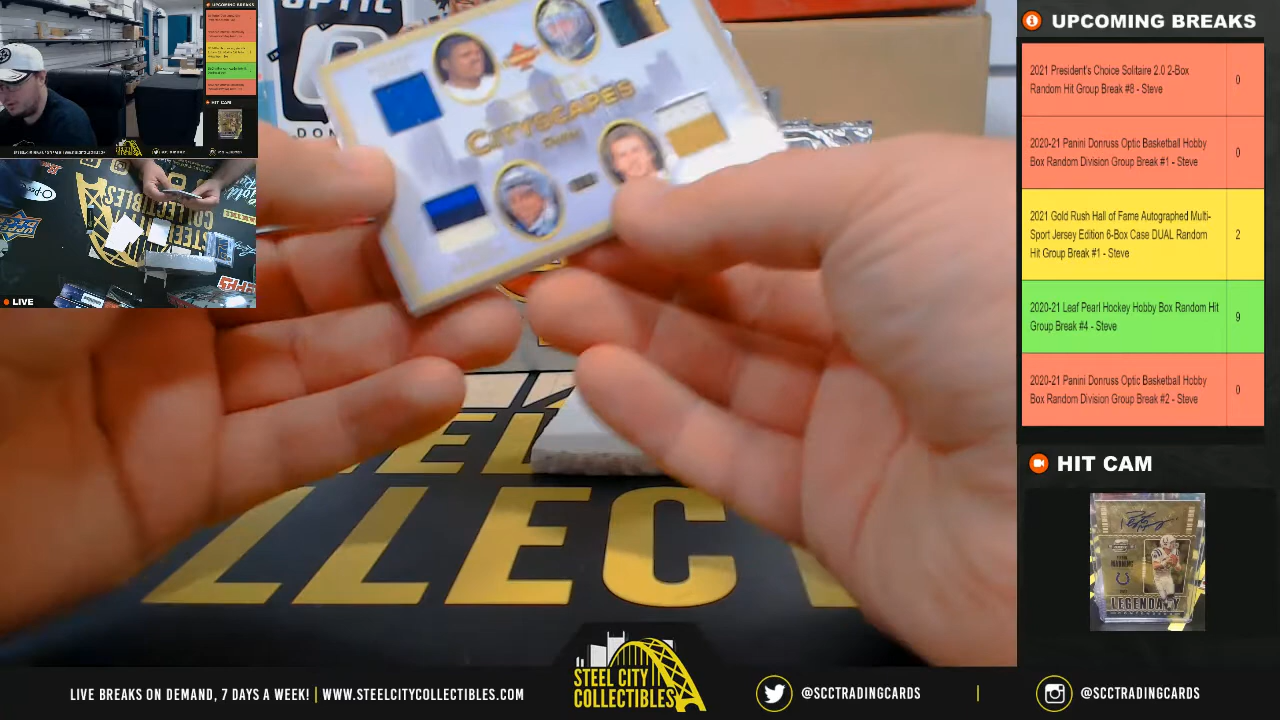 UPCOMING BREAKS
2021 President's Choice Solitaire 2.0 2-Box
Random Hit Group Break #8 - Steve
0
2020-21 Panini Donruss Optic Basketball Hobby
Box Random Division Group Break #1 - Steve
0
2021 Gold Rush Hall of Fame Autographed Multi-
Sport Jersey Edition 6-Box Case DUAL Random
Hit Group Break #1 - Steve
2
2020-21 Leaf Pearl Hockey Hobby Box Random Hit
Group Break #4 - Steve
9
2020-21 Panini Donruss Optic Basketball Hobby
Box Random Division Group Break #2 - Steve
0
HIT CAM
LEGENDARY
LIVE
OPTIC
DON
CITYSCAPES
STEEL
LLECT
LIVE BREAKS ON DEMAND, 7 DAYS A WEEK! | WWW.STEELCITYCOLLECTIBLES.COM
STEEL CITY
COLLECTIBLES
@SCCTRADINGCARDS
|
@SCCTRADINGCARDS